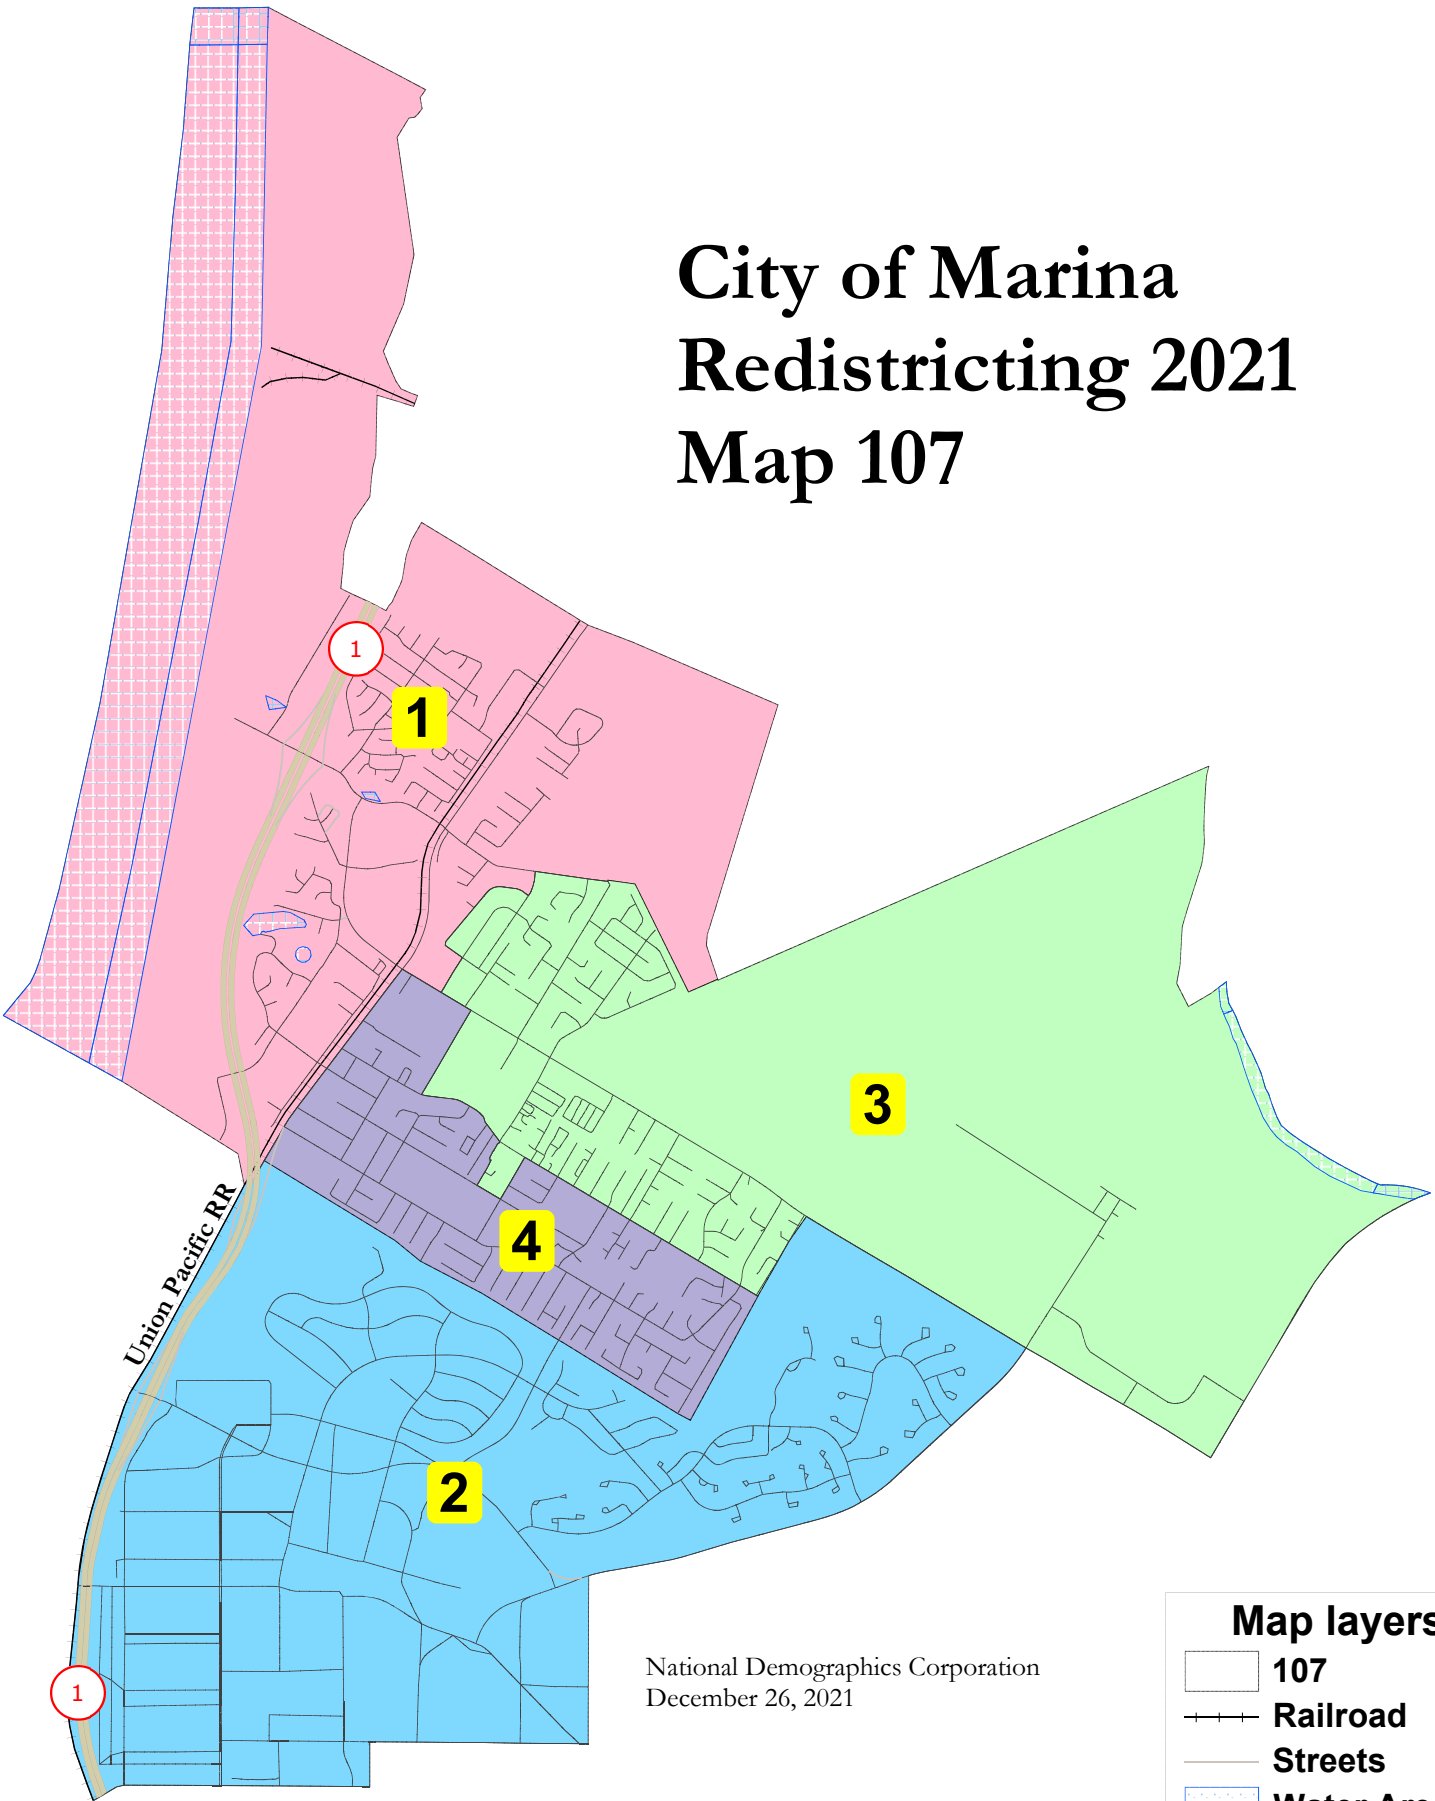 City of Marina
Redistricting 2021
Map 107
1
1
3
4
Union Pacific RR
2
1
National Demographics Corporation
December 26, 2021
Map layers
107
Railroad
Streets